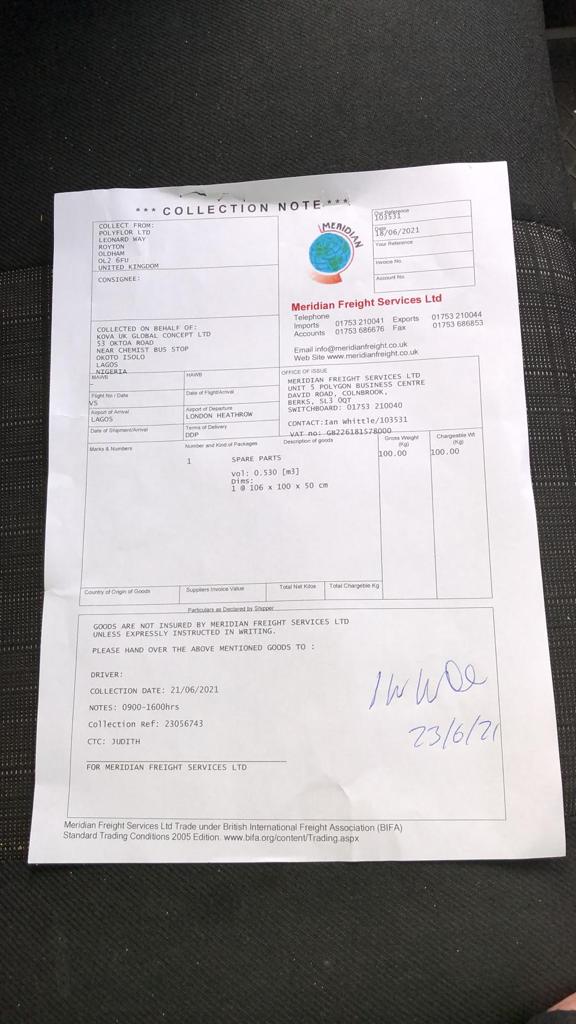 *** COLLECTION NOTE ***
COLLECT FROM:
POLYFLOR LTD
LEONARD WAY
ROYTON
OLDHAM
OL2 6FU
UNITED KINGDOM
CONSIGNEE:
MERIDIAN
Our Reference
103531
Date
18/06/2021
Your Reference
Invoice No.
Account No.
Meridian Freight Services Ltd
Telephone
Imports 01753 210041 Exports 01753 210044
Accounts 01753 686676 Fax 01753 686853
Email info@meridianfreight.co.uk
Web Site www.meridianfreight.co.uk
COLLECTED ON BEHALF OF:
KOVA UK GLOBAL CONCEPT LTD
53 OKTOA ROAD
NEAR CHEMIST BUS STOP
OKOTO ISOLO
LAGOS
NIGERIA
OFFICE OF ISSUE
MERIDIAN FREIGHT SERVICES LTD
UNIT 5 POLYGON BUSINESS CENTRE
DAVID ROAD, COLNBROOK,
BERKS, SL3 0QT
SWITCHBOARD: 01753 210040
CONTACT:Ian Whittle/103531
VAT no: GB226181578000
MAWB
-
HAWB
Flight No / Date
VS
Date of Flight/Arrival
Airport of Arrival
LAGOS
Airport of Departure
LONDON HEATHROW
Date of Shipment/Arrival
Terms of Delivery
DDP
Marks & Numbers
Number and Kind of Packages
Description of goods
Gross Weight (Kg)
Chargeable Wt (Kg)
1 SPARE PARTS 100.00 100.00
vol: 0.530 [m3]
Dims:
1 @ 106 x 100 x 50 cm
Country of Origin of Goods
Suppliers Invoice Value
Total Net Kilos
Total Chargeble Kg
Particulars as Declared by Shipper
GOODS ARE NOT INSURED BY MERIDIAN FREIGHT SERVICES LTD
UNLESS EXPRESSLY INSTRUCTED IN WRITING.
PLEASE HAND OVER THE ABOVE MENTIONED GOODS TO :
DRIVER:
COLLECTION DATE: 21/06/2021
NOTES: 0900-1600hrs
Collection Ref: 23056743
CTC: JUDITH
23/6/21
FOR MERIDIAN FREIGHT SERVICES LTD
Meridian Freight Services Ltd Trade under British International Freight Association (BIFA)
Standard Trading Conditions 2005 Edition. www.bifa.org/content/Trading.aspx